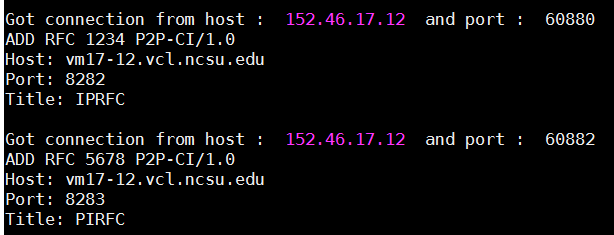 Got connection from host :  152.46.17.12  and port :  60880
ADD RFC 1234 P2P-CI/1.0
Host: vm17-12.vcl.ncsu.edu
Port: 8282
Title: IPRFC
Got connection from host :  152.46.17.12  and port :  60882
ADD RFC 5678 P2P-CI/1.0
Host: vm17-12.vcl.ncsu.edu
Port: 8283
Title: PIRFC